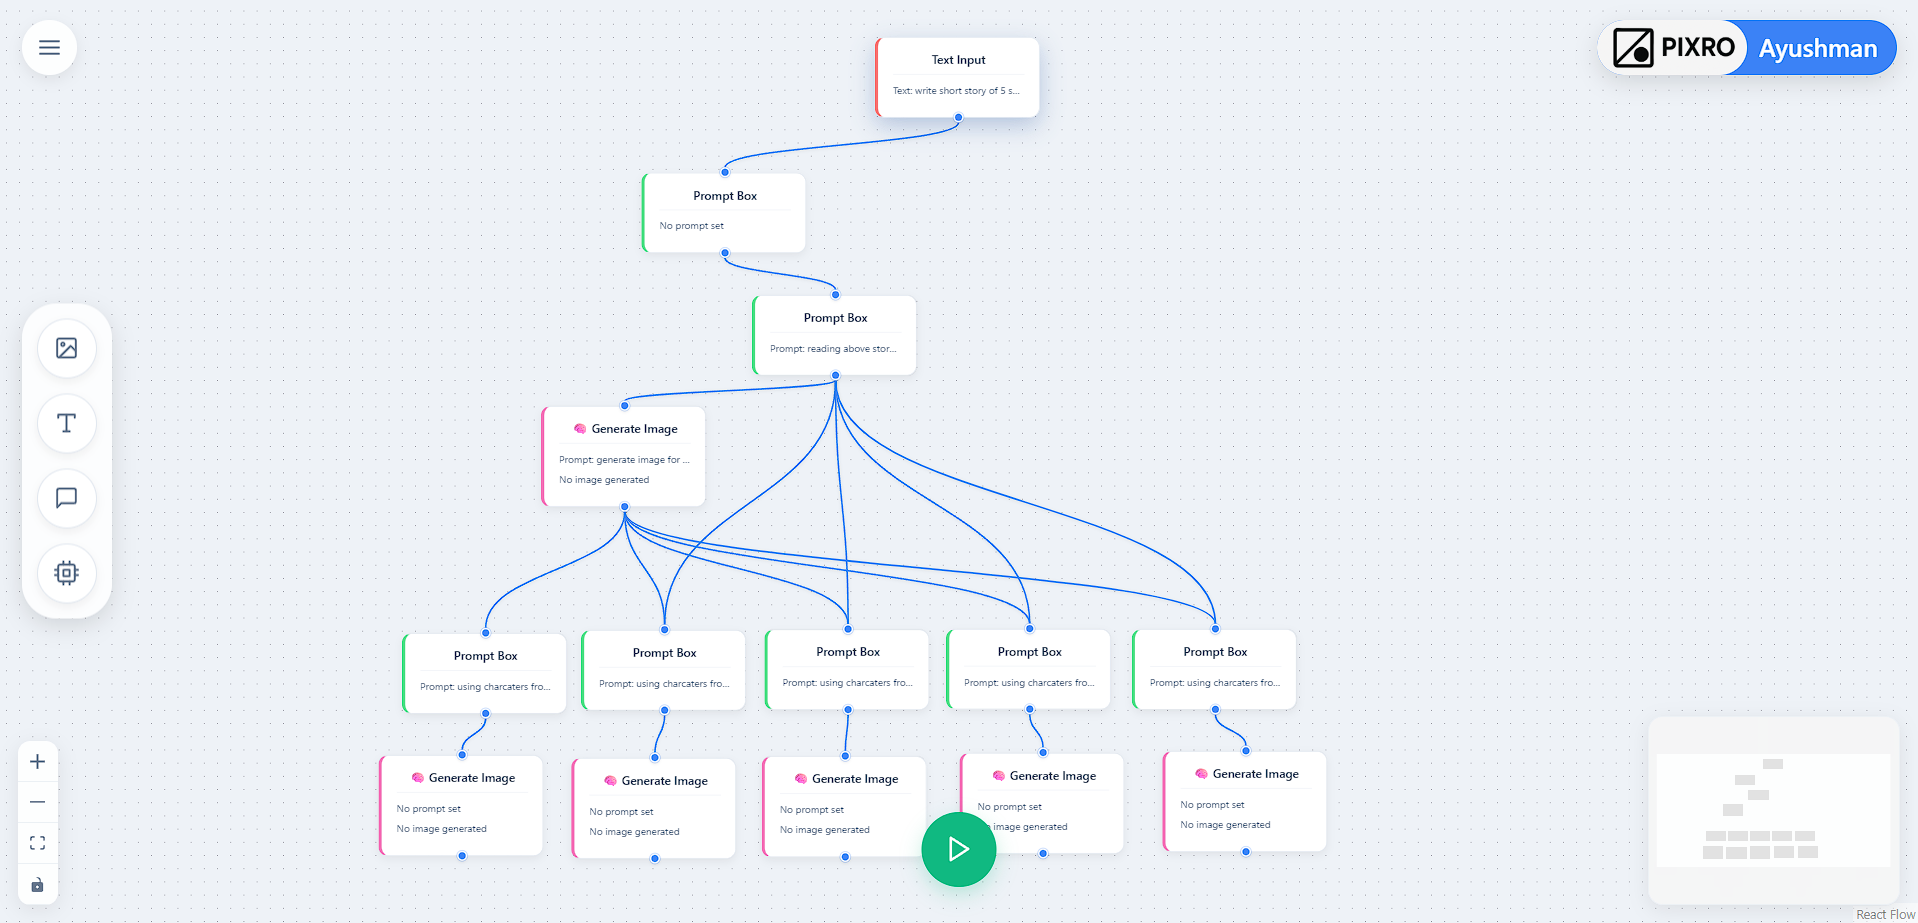 PIXRO
Ayushman
Text Input
Text: write short story of 5 s...
Prompt Box
No prompt set
Prompt Box
Prompt: reading above stor...
Generate Image
Prompt: generate image for ...
No image generated
Prompt Box
Prompt: using charcaters fro...
Prompt Box
Prompt: using charcaters fro...
Prompt Box
Prompt: using charcaters fro...
Prompt Box
Prompt: using charcaters fro...
Prompt Box
Prompt: using charcaters fro...
Generate Image
No prompt set
No image generated
Generate Image
No prompt set
No image generated
Generate Image
No prompt set
No image generated
Generate Image
No prompt set
image generated
Generate Image
No prompt set
No image generated
React Flow